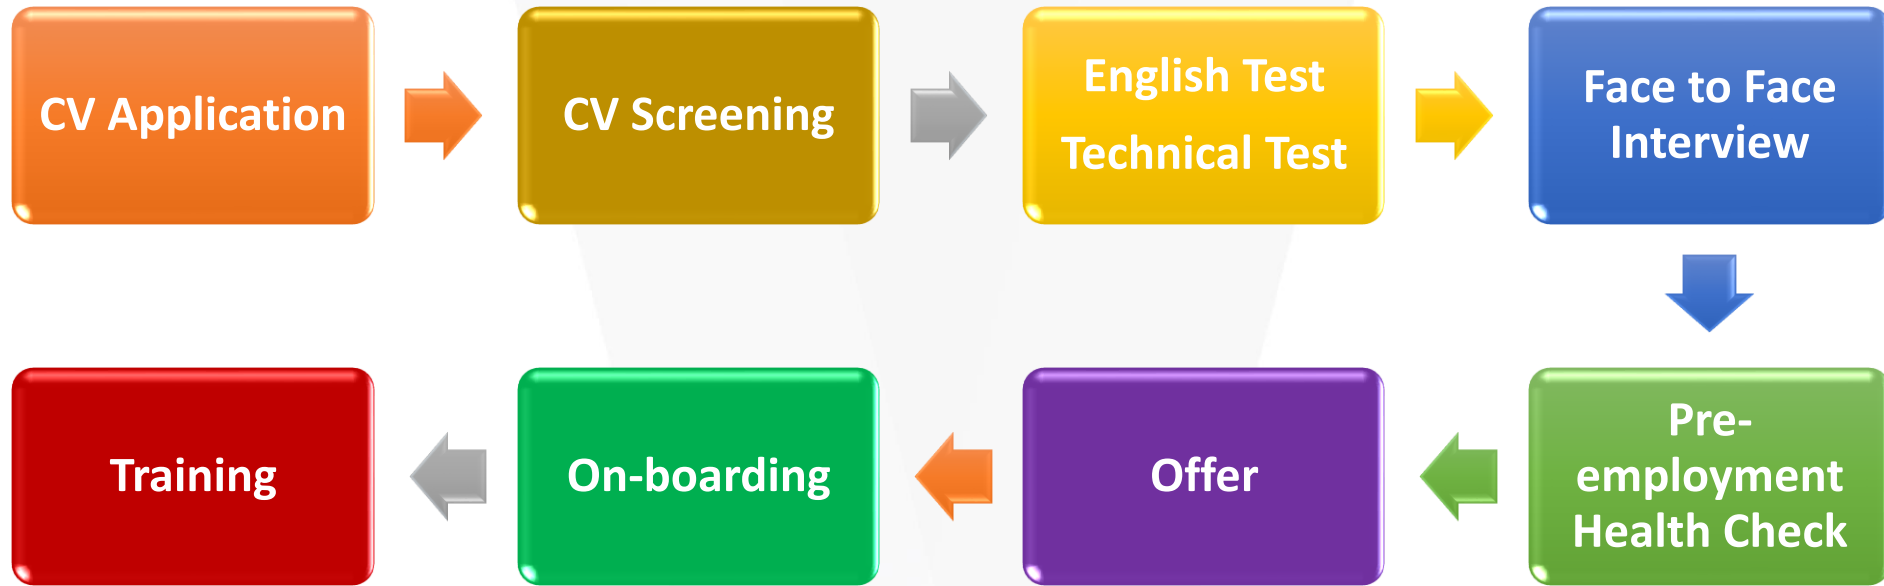 CV Application
CV Screening
English Test
Technical Test
Face to Face
Interview
Pre-
employment
Health Check
Offer
On-boarding
Training